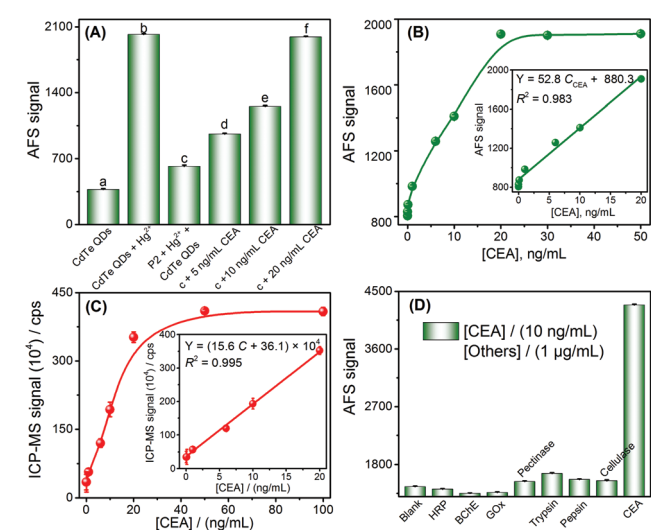 (A)
AFS signal
2100
1400
700
0
a
b
c
d
e
f
CdTe QDs
CdTe QDs + Hg²⁺
P2 + Hg²⁺ +
CdTe QDs
c + 5 ng/mL CEA
c +10 ng/mL CEA
c + 20 ng/mL CEA
(B)
AFS signal
2000
1600
1200
800
0
10
20
30
40
50
[CEA], ng/mL
Y = 52.8 C_CEA + 880.3
R² = 0.983
AFS signal
2000
1600
1200
800
0
5
10
15
20
[CEA], ng/mL
(C)
ICP-MS signal (10⁴) / cps
450
300
150
0
0
20
40
60
80
100
[CEA] / (ng/mL)
Y = (15.6 C + 36.1) × 10⁴
R² = 0.995
ICP-MS signal (10⁴) / cps
400
300
200
100
0
0
5
10
15
20
[CEA] / (ng/mL)
(D)
[CEA] / (10 ng/mL)
[Others] / (1 µg/mL)
AFS signal
4500
3600
2700
1800
Blank
HRP
BChE
GOx
Pectinase
Trypsin
Pepsin
Cellulase
CEA